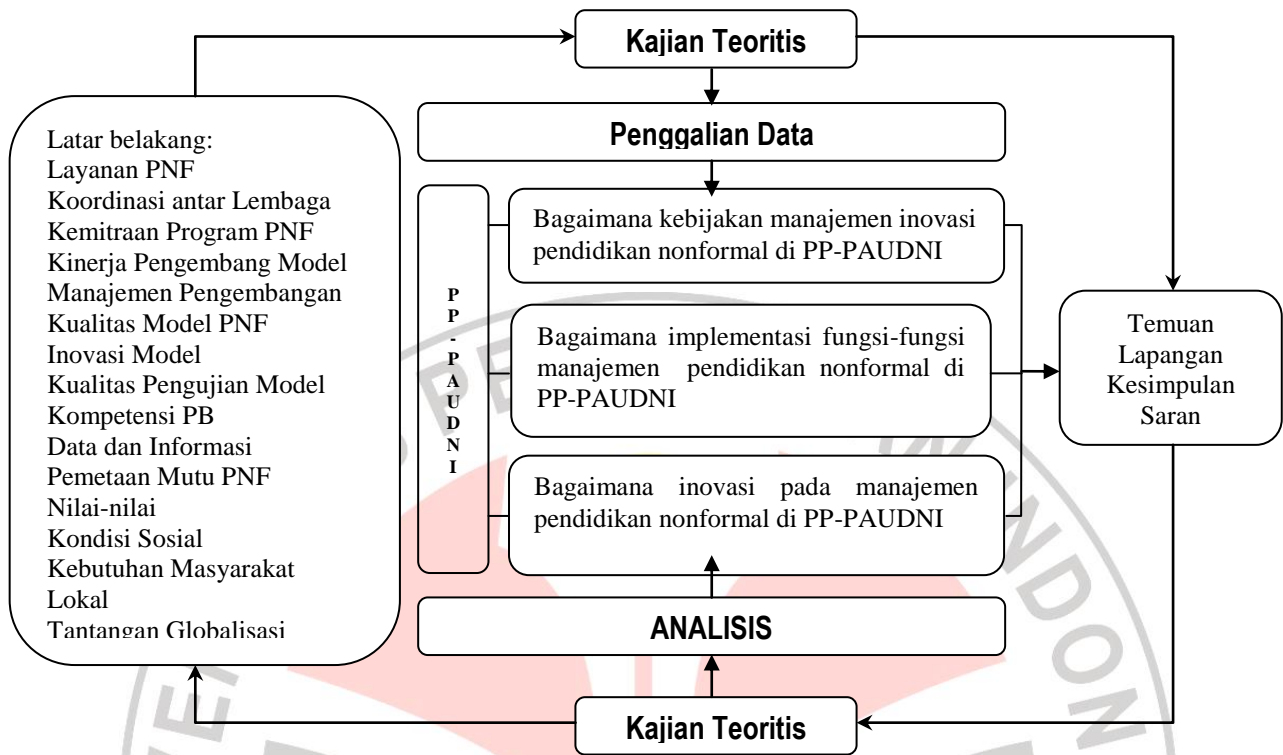 Kajian Teoritis
Penggalian Data
Latar belakang:
Layanan PNF
Koordinasi antar Lembaga
Kemitraan Program PNF
Kinerja Pengembang Model
Manajemen Pengembangan
Kualitas Model PNF
Inovasi Model
Kualitas Pengujian Model
Kompetensi PB
Data dan Informasi
Pemetaan Mutu PNF
Nilai-nilai
Kondisi Sosial
Kebutuhan Masyarakat
Lokal
Tantangan Globalisasi
P
P
-
P
A
U
D
N
I
Bagaimana kebijakan manajemen inovasi
pendidikan nonformal di PP-PAUDNI
Bagaimana implementasi fungsi-fungsi
manajemen pendidikan nonformal di
PP-PAUDNI
Bagaimana inovasi pada manajemen
pendidikan nonformal di PP-PAUDNI
Temuan
Lapangan
Kesimpulan
Saran
ANALISIS
Kajian Teoritis